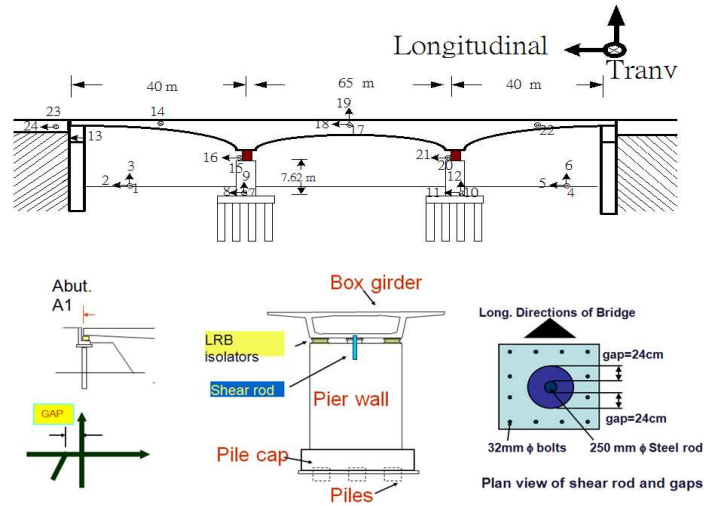 Longitudinal
Tranv
40 m
65 m
40 m
23
24
13
14
19
18
17
22
16
15
21
20
3
2
1
9
8
7
7.62 m
12
11
10
6
5
4
Abut.
A1
GAP
Box girder
LRB
isolators
Shear rod
Pier wall
Pile cap
Piles
Long. Directions of Bridge
gap=24cm
gap=24cm
32mm ϕ bolts
250 mm ϕ Steel rod
Plan view of shear rod and gaps